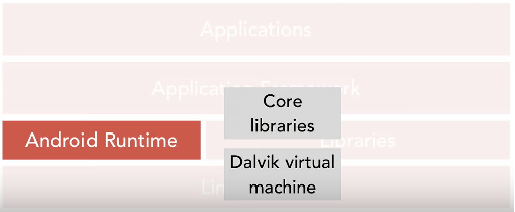 Applications
Application Framework
Core
libraries
Android Runtime
Libraries
Dalvik virtual
machine